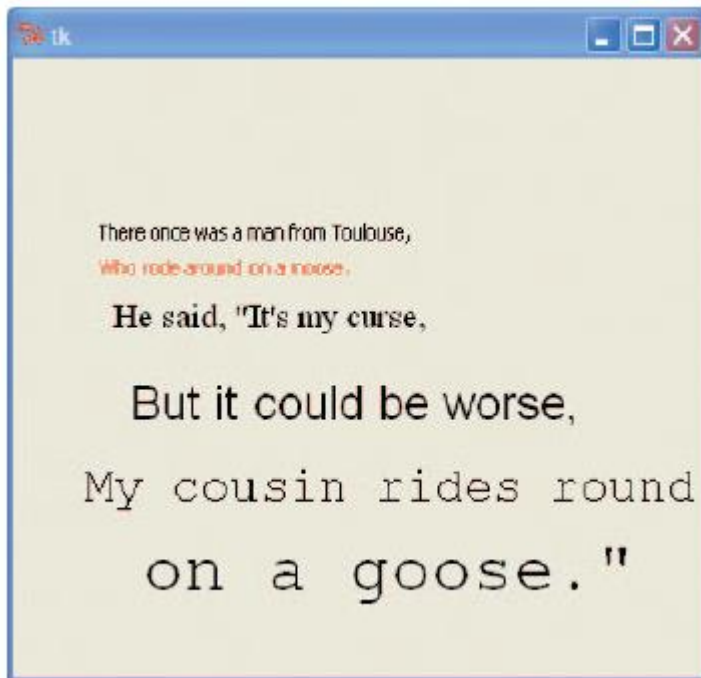 tk
There once was a man from Toulouse,
Who rode around on a moose.
He said, "It's my curse,
But it could be worse,
My cousin rides round
on a goose."